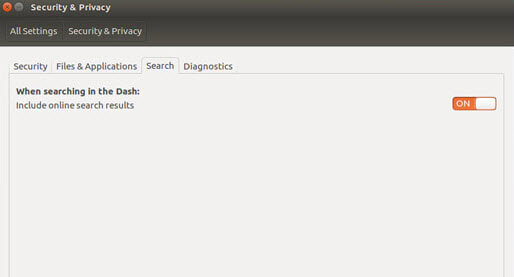 Security & Privacy
All Settings Security & Privacy
Security Files & Applications Search Diagnostics
When searching in the Dash:
Include online search results ON